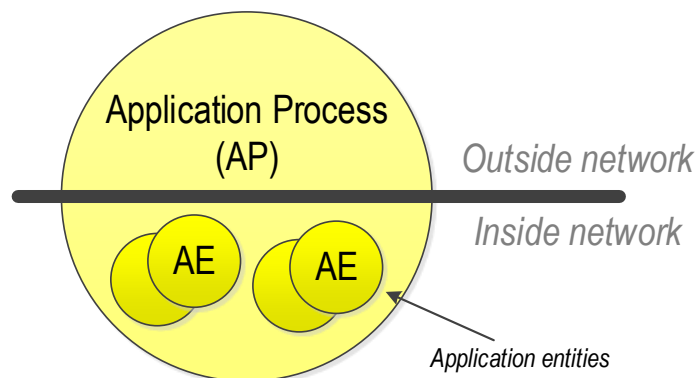 Application Process
(AP)
Outside network
Inside network
AE
AE
Application entities